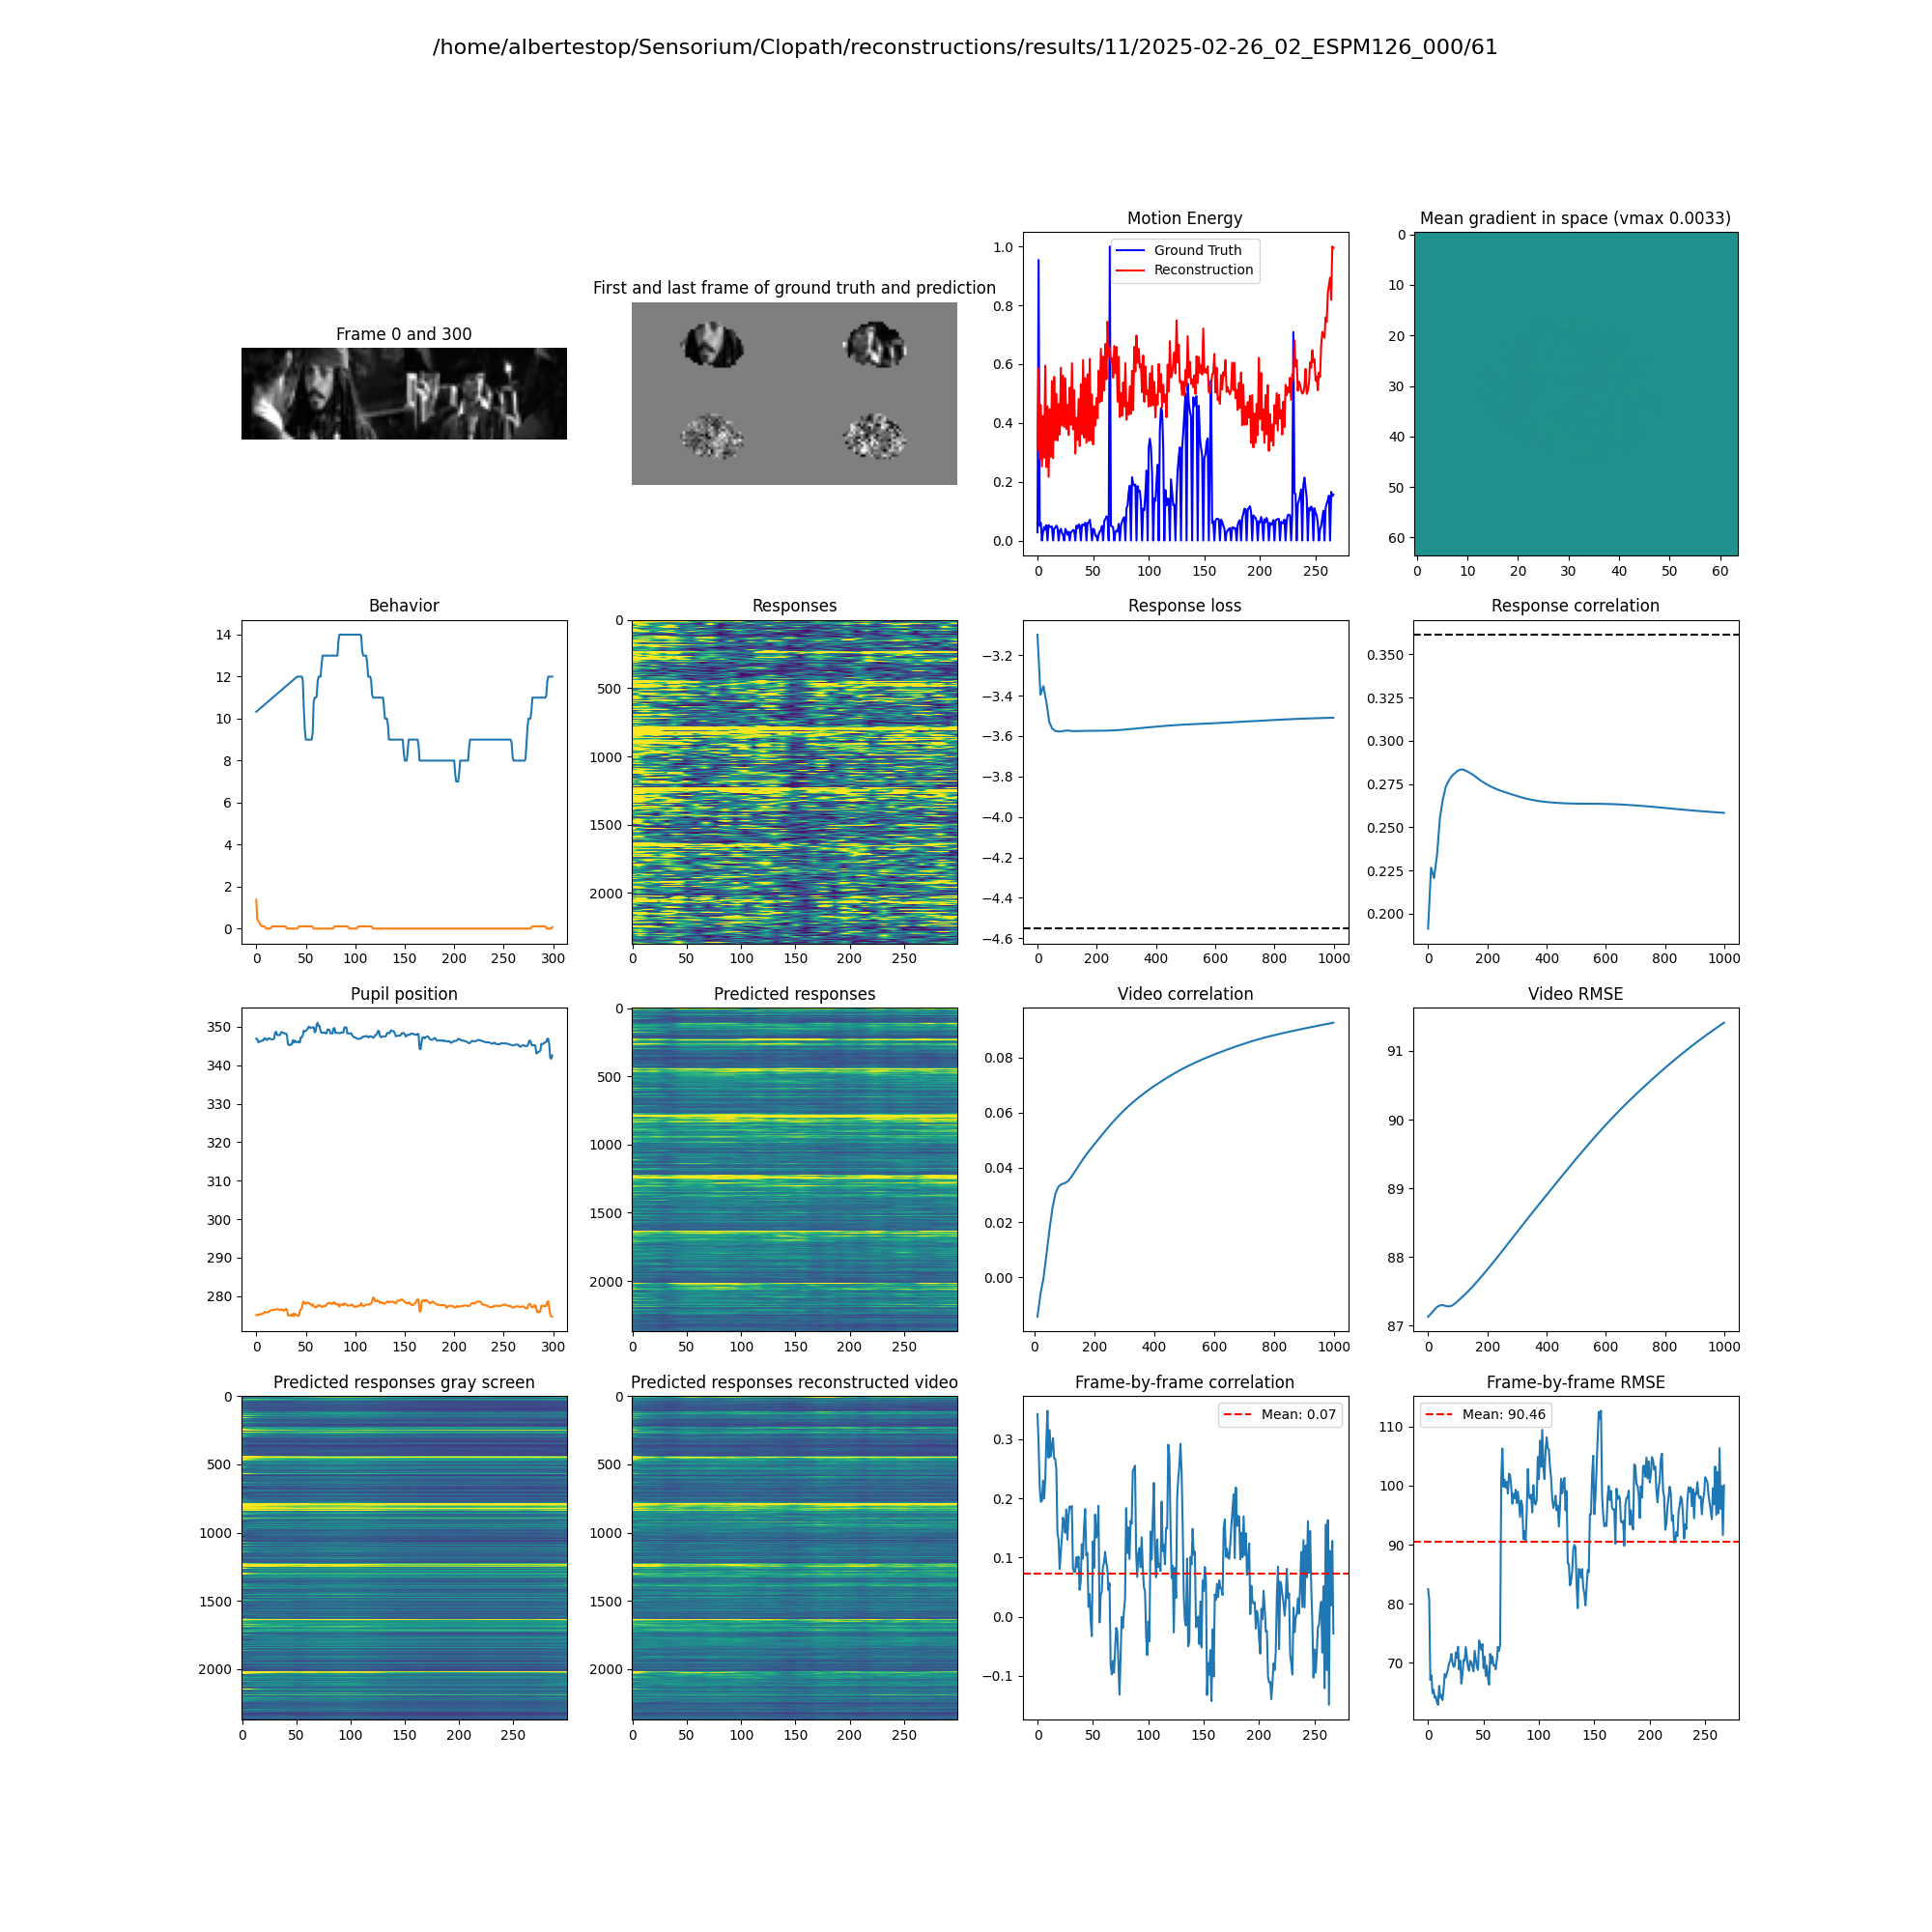 /home/albertestop/Sensorium/Clopath/reconstructions/results/11/2025-02-26_02_ESPM126_000/61
Frame 0 and 300
First and last frame of ground truth and prediction
Motion Energy
Ground Truth
Reconstruction
1.0
0.8
0.6
0.4
0.2
0.0
0 50 100 150 200 250
Mean gradient in space (vmax 0.0033)
0
10
20
30
40
50
60
0 10 20 30 40 50 60
Behavior
14
12
10
8
6
4
2
0
0 50 100 150 200 250 300
Responses
0
500
1000
1500
2000
0 50 100 150 200 250
Response loss
−3.2
−3.4
−3.6
−3.8
−4.0
−4.2
−4.4
−4.6
0 200 400 600 800 1000
Response correlation
0.350
0.325
0.300
0.275
0.250
0.225
0.200
0 200 400 600 800 1000
Pupil position
350
340
330
320
310
300
290
280
0 50 100 150 200 250 300
Predicted responses
0
500
1000
1500
2000
0 50 100 150 200 250
Video correlation
0.08
0.06
0.04
0.02
0.00
0 200 400 600 800 1000
Video RMSE
91
90
89
88
87
0 200 400 600 800 1000
Predicted responses gray screen
0
500
1000
1500
2000
0 50 100 150 200 250
Predicted responses reconstructed video
0
500
1000
1500
2000
0 50 100 150 200 250
Frame-by-frame correlation
Mean: 0.07
0.3
0.2
0.1
0.0
−0.1
0 50 100 150 200 250
Frame-by-frame RMSE
Mean: 90.46
110
100
90
80
70
0 50 100 150 200 250